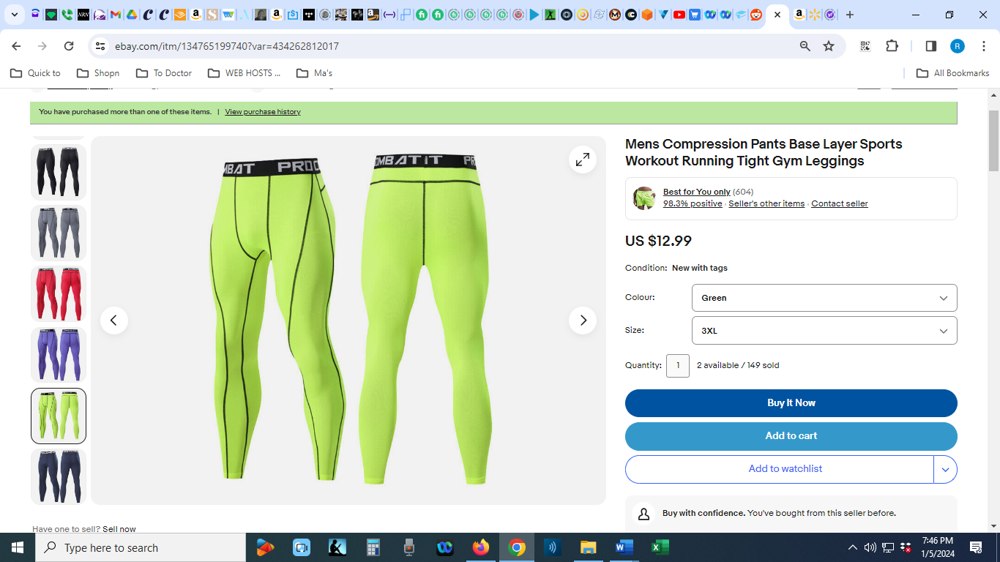 ebay.com/itm/134765199740?var=434262812017
R
Quick to
Shopn
To Doctor
WEB HOSTS ...
Ma's
All Bookmarks
You have purchased more than one of these items. | View purchase history
MBAT PROC
OMBAT IT PR
Mens Compression Pants Base Layer Sports
Workout Running Tight Gym Leggings
Best for You only (604)
98.3% positive · Seller's other items · Contact seller
US $12.99
Condition: New with tags
Colour: Green
Size: 3XL
Quantity: 1 2 available / 149 sold
Buy It Now
Add to cart
Add to watchlist
Buy with confidence. You've bought from this seller before.
Have one to sell? Sell now
Type here to search
7:46 PM
1/5/2024